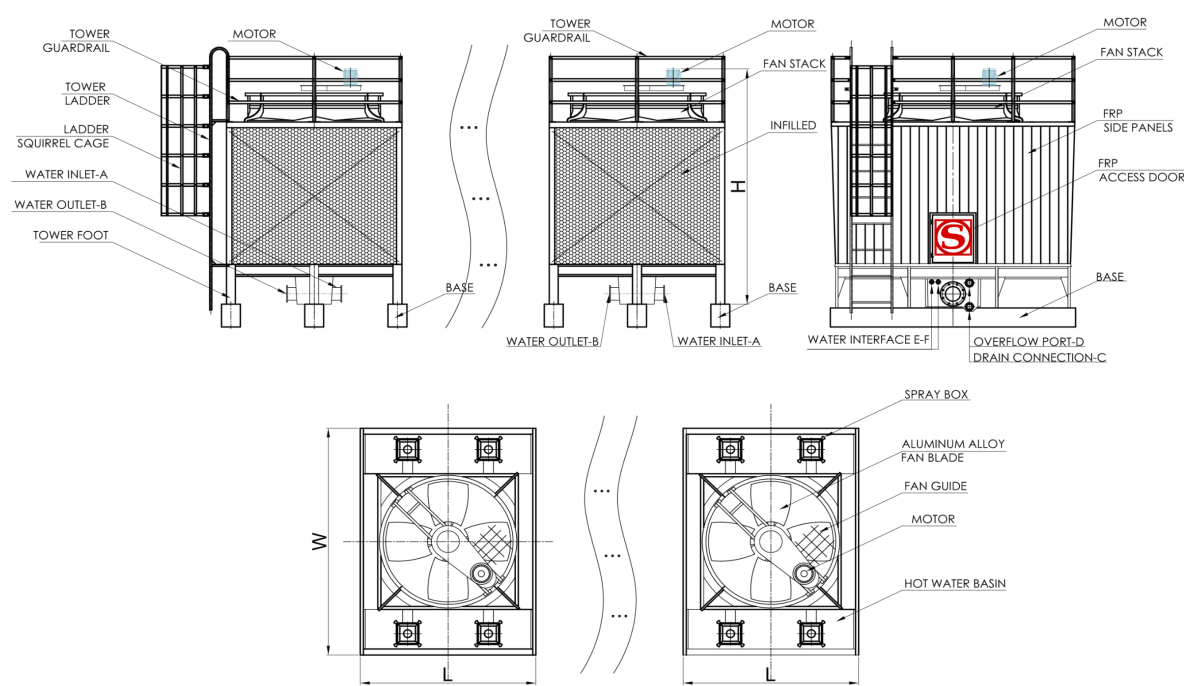 TOWER
GUARDRAIL
MOTOR
TOWER
LADDER
LADDER
SQUIRREL CAGE
WATER INLET-A
WATER OUTLET-B
TOWER FOOT
BASE
TOWER
GUARDRAIL
MOTOR
FAN STACK
INFILLED
H
BASE
WATER OUTLET-B
WATER INLET-A
MOTOR
FAN STACK
FRP
SIDE PANELS
FRP
ACCESS DOOR
S
BASE
WATER INTERFACE E-F
OVERFLOW PORT-D
DRAIN CONNECTION-C
W
L
SPRAY BOX
ALUMINUM ALLOY
FAN BLADE
FAN GUIDE
MOTOR
HOT WATER BASIN
L